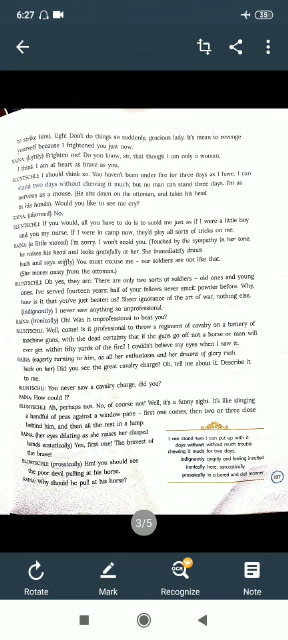 6:27
35
to strike him). Ugh! Don't do things so suddenly, gracious lady. It's mean to revenge
yourself because I frightened you just now.
RAINA: (loftily) Frighten me! Do you know, sir, that though I am only a woman,
I think I am at heart as brave as you,
BLUNTSCHLI: I should think so. You haven't been under fire for three days as I have. I can
stand two days without chewing it much; but no man can stand three days. I'm as
nervous as a mouse. (He sits down on the ottoman, and takes his head
in his hands). Would you like to see me cry?
RAINA: (alarmed) No.
BLUNTSCHLI: If you would, all you have to do is to scold me just as if I were a little boy
and you my nurse. If I were in camp now, they'd play all sorts of tricks on me.
RAINA: (a little moved) I'm sorry. I won't scold you. (Touched by the sympathy in her tone,
he raises his head and looks gratefully at her. She immediately draws
back and says stiffly) You must excuse me – our soldiers are not like that.
(She moves away from the ottoman.)
BLUNTSCHLI: Oh yes, they are. There are only two sorts of soldiers – old ones and young
ones. I've served fourteen years: half of your fellows never smelt powder before. Why,
how is it that you've just beaten us? Sheer ignorance of the art of war, nothing else.
(indignantly) I never saw anything so unprofessional.
RAINA: (ironically) Oh! Was it unprofessional to beat you?
BLUNTSCHLI: Well, come! Is it professional to throw a regiment of cavalry on a battery of
machine guns, with the dead certainty that if the guns go off not a horse or man will
ever get within fifty yards of the fire? I couldn't believe my eyes when I saw it.
RAINA: (eagerly turning to him, as all her enthusiasm and her dreams of glory rush
back on her) Did you see the great cavalry charge? Oh, tell me about it. Describe it
to me.
BLUNTSCHLI: You never saw a cavalry charge, did you?
RAINA: How could I?
BLUNTSCHLI: Ah, perhaps not. No, of course not! Well, it's a funny sight. It's like slinging
a handful of peas against a window pane – first one comes, then two or three close
behind him, and then all the rest in a lump.
RAINA: (her eyes dilating as she raises her clasped
hands ecstatically) Yes, first one! The bravest of
the brave!
BLUNTSCHLI: (prosaically) Hm! you should see
the poor devil pulling at his horse.
RAINA: Why should he pull at his horse?
I can stand two I can put up with it
days without without much trouble
chewing it much for two days.
indignantly angrily and feeling insulted
ironically here, sarcastically
prosaically in a bored and dull manner
107
3/5
Rotate
Mark
Recognize
Note